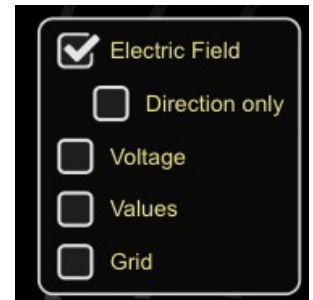 Electric Field
Direction only
Voltage
Values
Grid